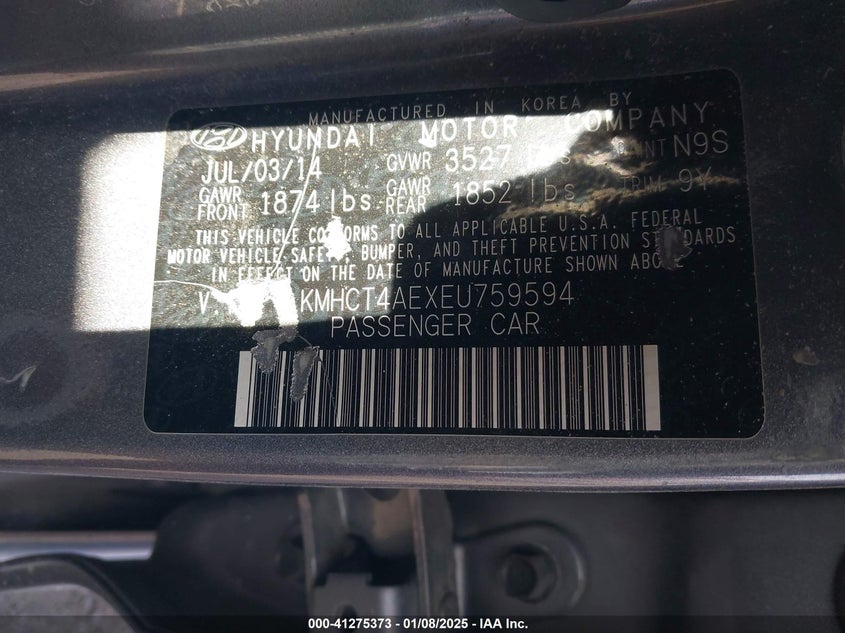 MANUFACTURED IN KOREA BY
HYUNDAI MOTOR COMPANY
JUL/03/14 GVWR 3527 lbs N9S
GAWR FRONT 1874 lbs GAWR REAR 1852 lbs TRIM 9Y
THIS VEHICLE CONFORMS TO ALL APPLICABLE U.S.A. FEDERAL
MOTOR VEHICLE SAFETY, BUMPER, AND THEFT PREVENTION STANDARDS
IN EFFECT ON THE DATE OF MANUFACTURE SHOWN ABOVE
KMHCT4AEXEU759594
PASSENGER CAR
000-41275373 - 01/08/2025 - IAA Inc.